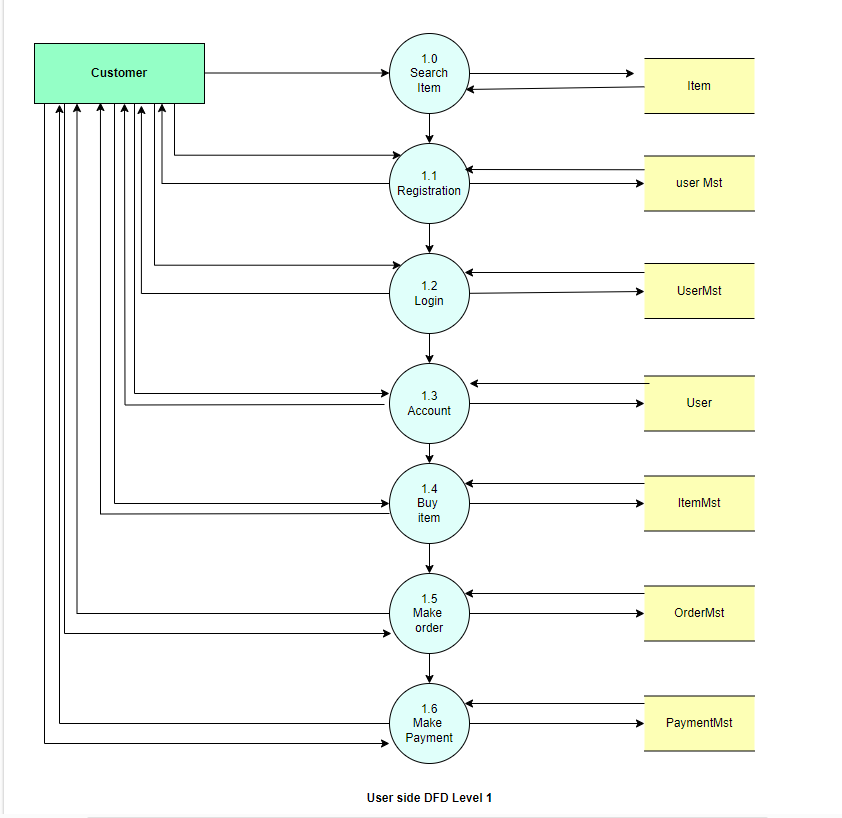 Customer
1.0
Search
Item
Item
1.1
Registration
user Mst
1.2
Login
UserMst
1.3
Account
User
1.4
Buy
item
ItemMst
1.5
Make
order
OrderMst
1.6
Make
Payment
PaymentMst
User side DFD Level 1